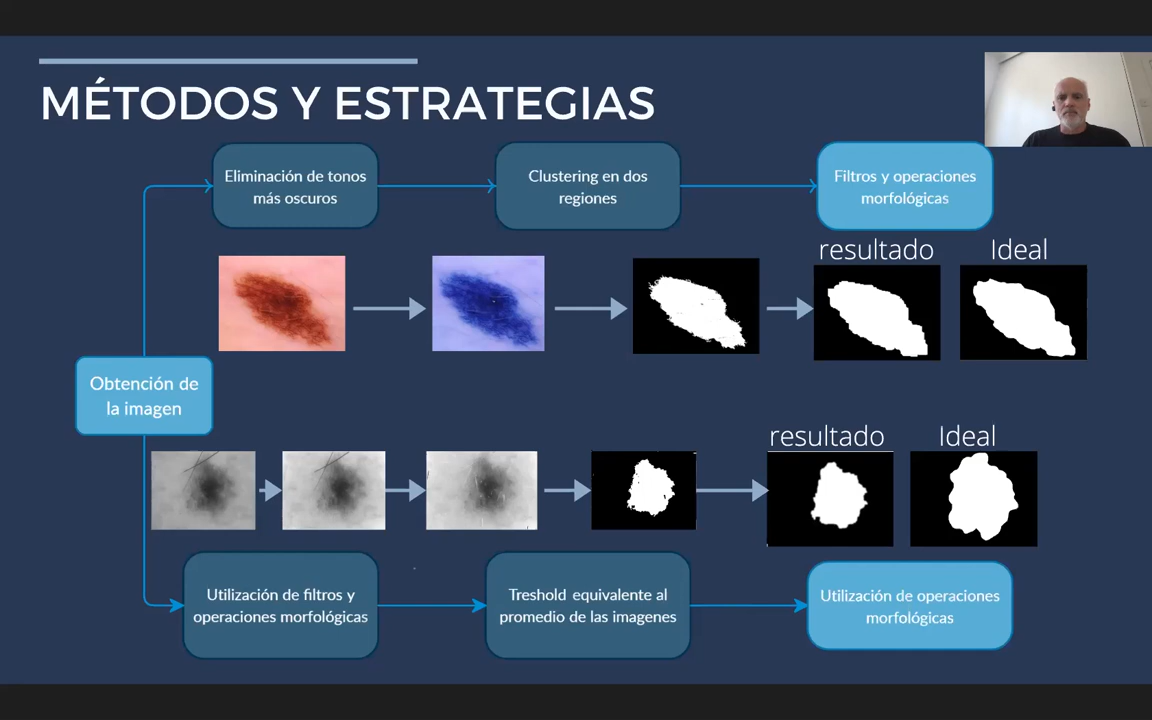 MÉTODOS Y ESTRATEGIAS
Eliminación de tonos
más oscuros
Clustering en dos
regiones
Filtros y operaciones
morfológicas
resultado
Ideal
Obtención de
la imagen
resultado
Ideal
Utilización de filtros y
operaciones morfológicas
Treshold equivalente al
promedio de las imagenes
Utilización de operaciones
morfológicas